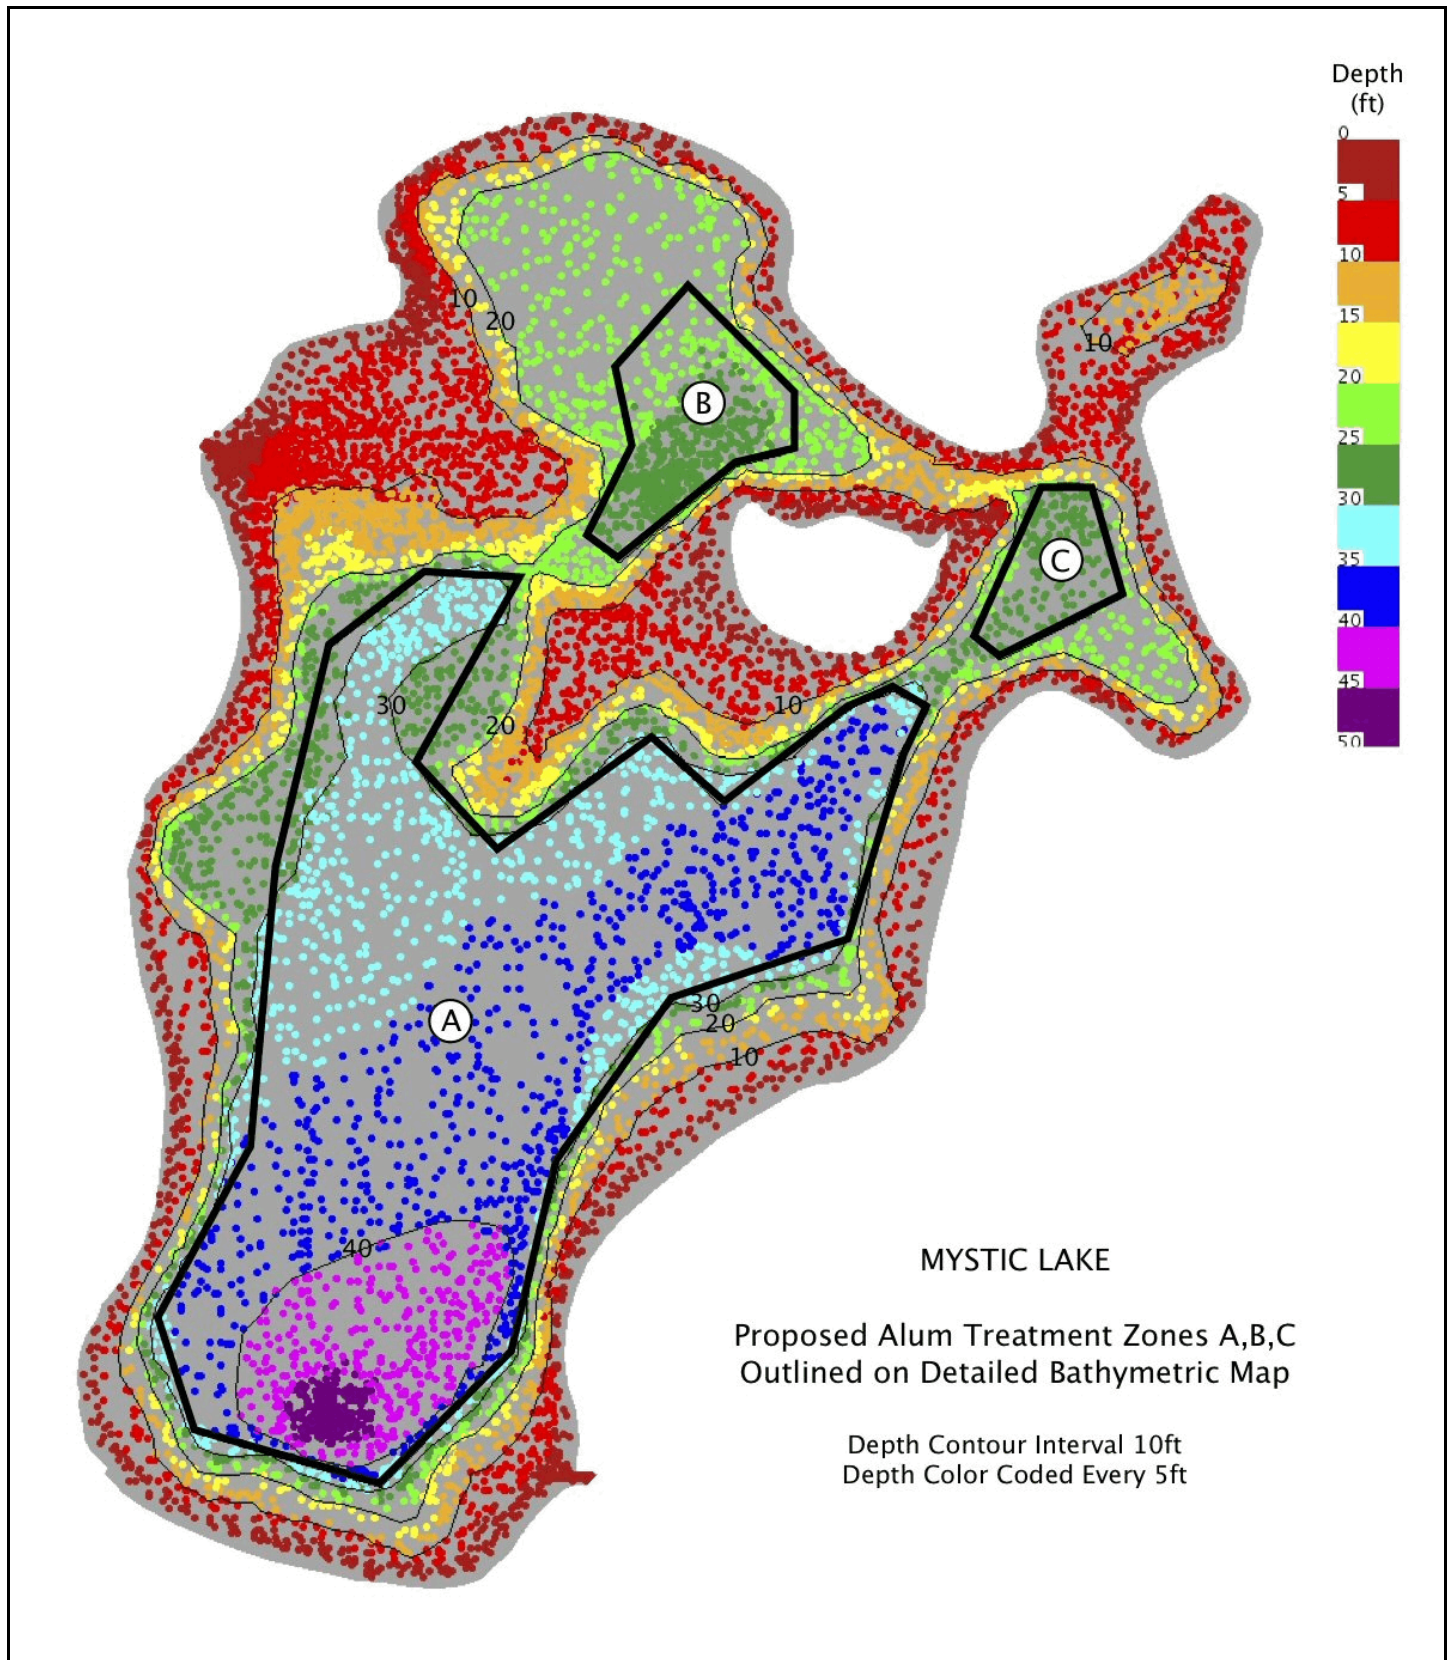 Depth
(ft)
0
5
10
15
20
25
30
35
40
45
50
10
20
10
B
C
30
20
10
A
30
20
10
40
MYSTIC LAKE
Proposed Alum Treatment Zones A,B,C
Outlined on Detailed Bathymetric Map
Depth Contour Interval 10ft
Depth Color Coded Every 5ft